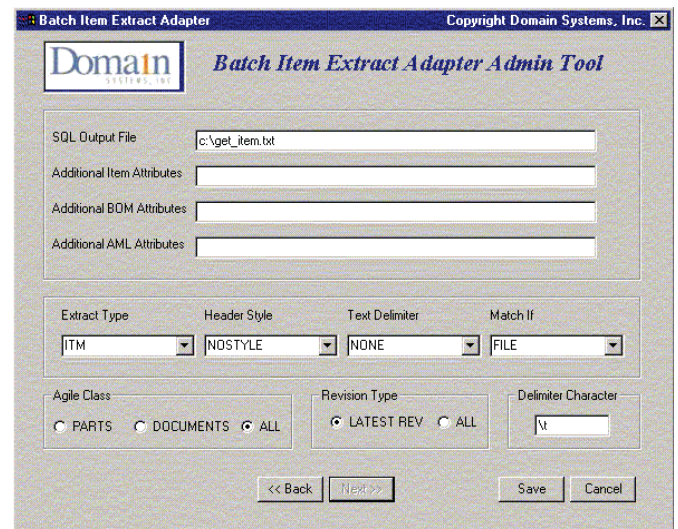 Batch Item Extract Adapter Copyright Domain Systems, Inc.
Domain
SYSTEMS, INC
Batch Item Extract Adapter Admin Tool
SQL Output File c:\get_item.txt
Additional Item Attributes
Additional BOM Attributes
Additional AML Attributes
Extract Type Header Style Text Delimiter Match If
ITM NOSTYLE NONE FILE
Agile Class Revision Type Delimiter Character
PARTS DOCUMENTS ALL LATEST REV ALL \t
<< Back Next >> Save Cancel